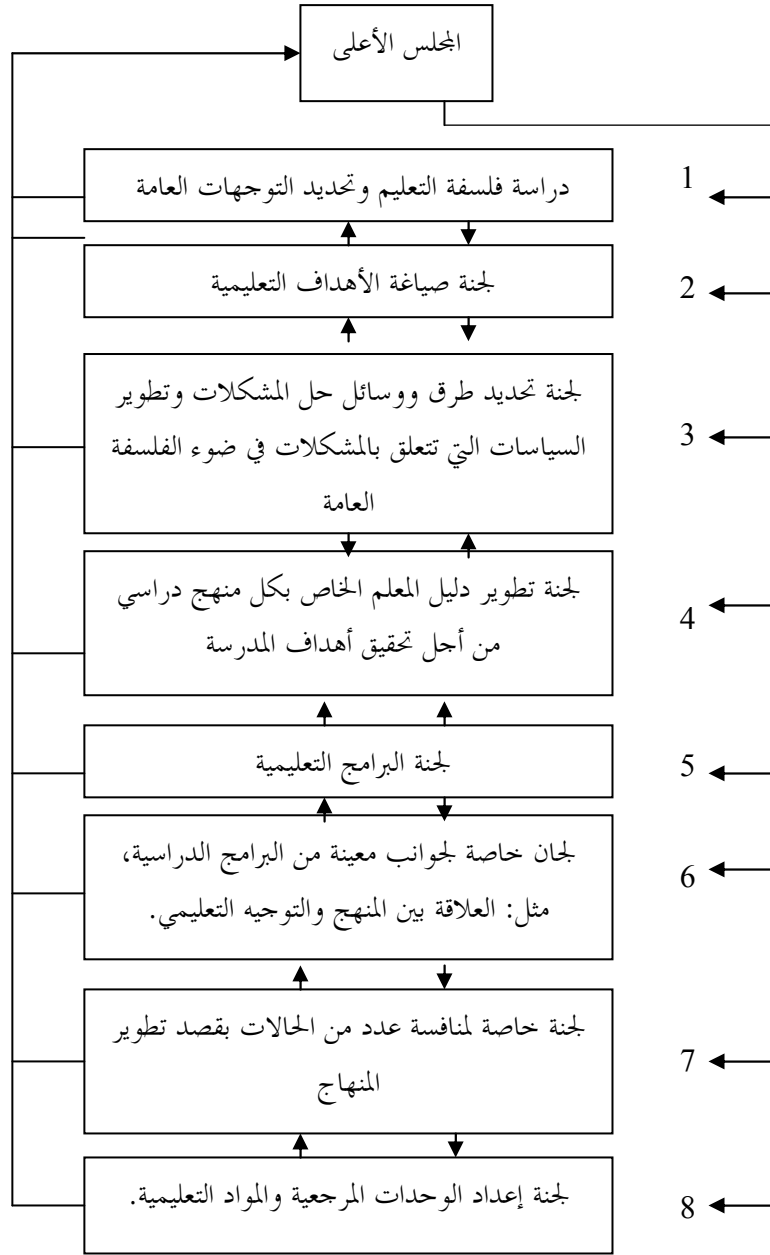 المجلس الأعلى
دراسة فلسفة التعليم وتحديد التوجهات العامة
1
لجنة صياغة الأهداف التعليمية
2
لجنة تحديد طرق ووسائل حل المشكلات وتطوير
السياسات التي تتعلق بالمشكلات في ضوء الفلسفة
العامة
3
لجنة تطوير دليل المعلم الخاص بكل منهج دراسي
من أجل تحقيق أهداف المدرسة
4
لجنة البرامج التعليمية
5
لجان خاصة لجوانب معينة من البرامج الدراسية،
مثل: العلاقة بين المنهج والتوجيه التعليمي.
6
لجنة خاصة لمنافسة عدد من الحالات بقصد تطوير
المنهاج
7
لجنة إعداد الوحدات المرجعية والمواد التعليمية.
8